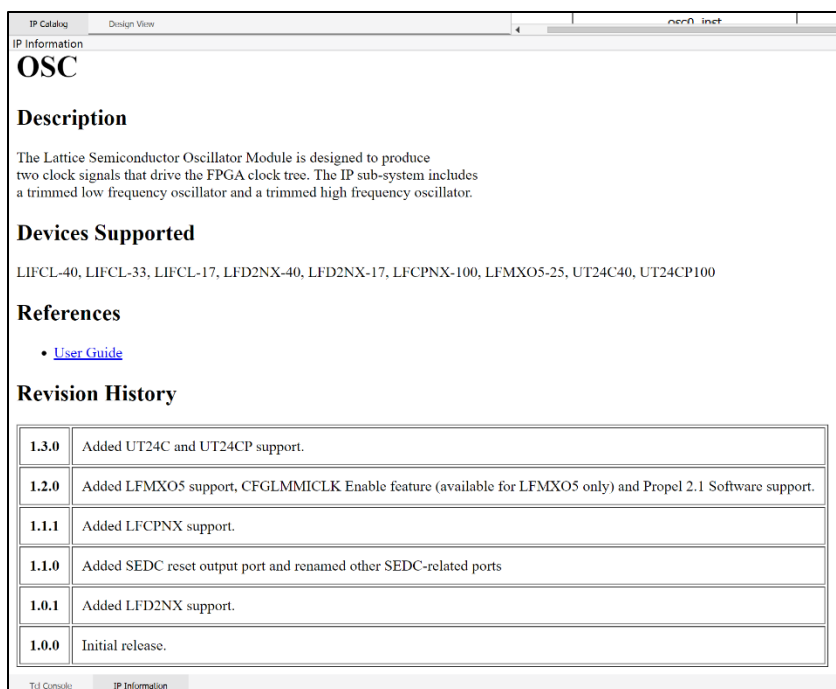 IP Catalog
Design View
osc0_inst
IP Information
OSC
Description
The Lattice Semiconductor Oscillator Module is designed to produce
two clock signals that drive the FPGA clock tree. The IP sub-system includes
a trimmed low frequency oscillator and a trimmed high frequency oscillator.
Devices Supported
LIFCL-40, LIFCL-33, LIFCL-17, LFD2NX-40, LFD2NX-17, LFCPNX-100, LFMXO5-25, UT24C40, UT24CP100
References
• User Guide
Revision History
1.3.0 Added UT24C and UT24CP support.
1.2.0 Added LFMXO5 support, CFGLMMICLK Enable feature (available for LFMXO5 only) and Propel 2.1 Software support.
1.1.1 Added LFCPNX support.
1.1.0 Added SEDC reset output port and renamed other SEDC-related ports
1.0.1 Added LFD2NX support.
1.0.0 Initial release.
Tcl Console
IP Information